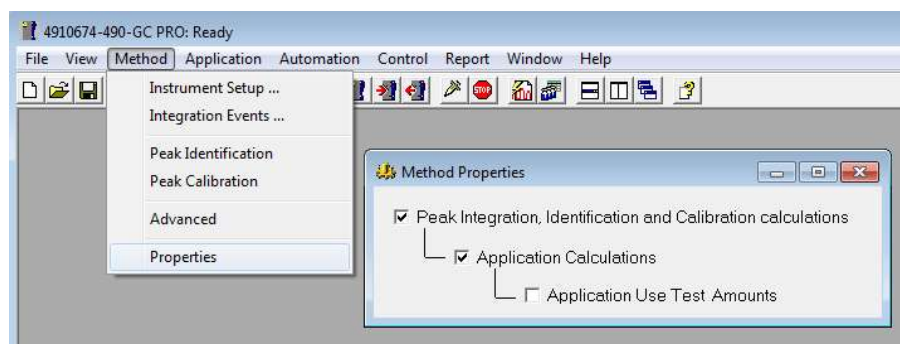 4910674-490-GC PRO: Ready
File View Method Application Automation Control Report Window Help
Instrument Setup ...
Integration Events ...
Peak Identification
Peak Calibration
Advanced
Properties
STOP
Method Properties
Peak Integration, Identification and Calibration calculations
Application Calculations
Application Use Test Amounts